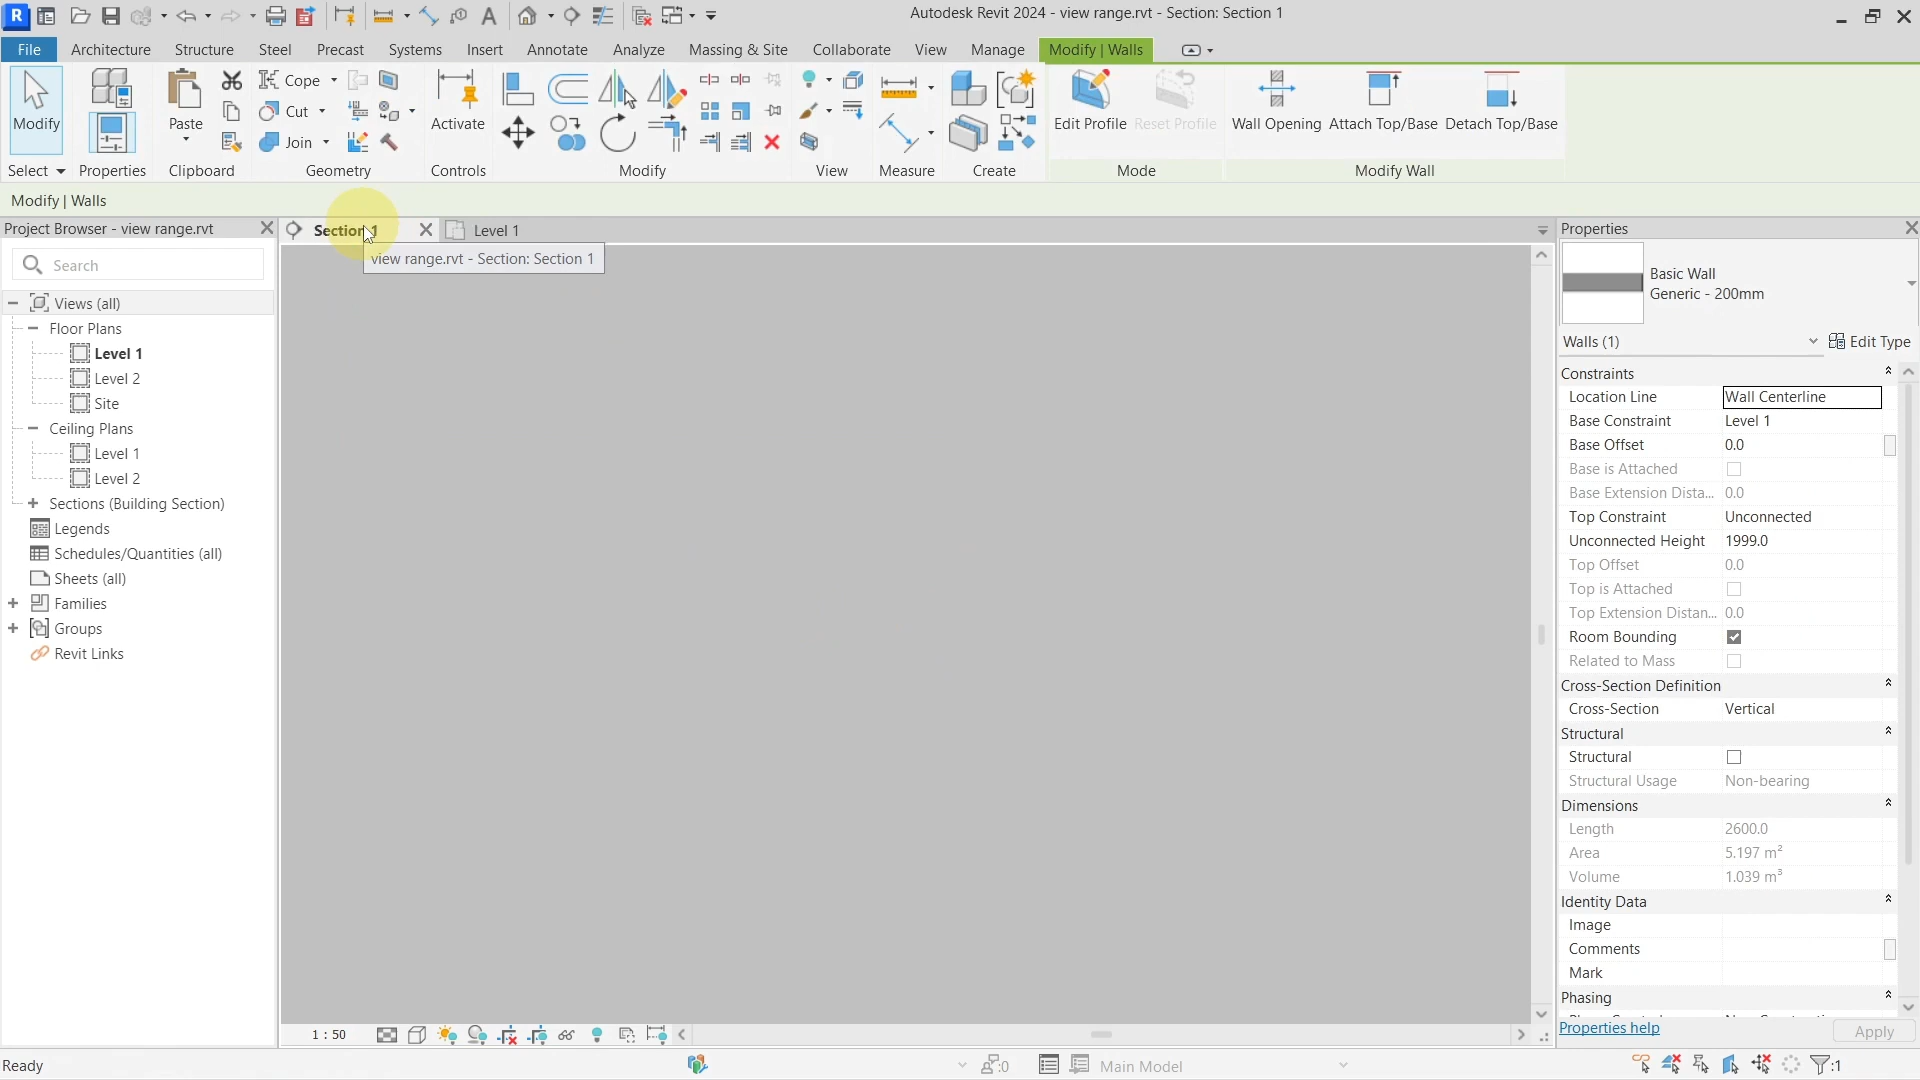 Autodesk Revit 2024 - view range.rvt - Section: Section 1
File Architecture Structure Steel Precast Systems Insert Annotate Analyze Massing & Site Collaborate View Manage Modify | Walls
Modify Paste Cope Cut Join Activate Edit Profile Reset Profile Wall Opening Attach Top/Base Detach Top/Base
Select Properties Clipboard Geometry Controls Modify View Measure Create Mode Modify Wall
Modify | Walls
Project Browser - view range.rvt
Section 1
Level 1
view range.rvt - Section: Section 1
Search
Views (all)
Floor Plans
Level 1
Level 2
Site
Ceiling Plans
Level 1
Level 2
Sections (Building Section)
Legends
Schedules/Quantities (all)
Sheets (all)
Families
Groups
Revit Links
Properties
Basic Wall
Generic - 200mm
Walls (1) Edit Type
Constraints
Location Line Wall Centerline
Base Constraint Level 1
Base Offset 0.0
Base is Attached
Base Extension Dista... 0.0
Top Constraint Unconnected
Unconnected Height 1999.0
Top Offset 0.0
Top is Attached
Top Extension Distan... 0.0
Room Bounding
Related to Mass
Cross-Section Definition
Cross-Section Vertical
Structural
Structural
Structural Usage Non-bearing
Dimensions
Length 2600.0
Area 5.197 m²
Volume 1.039 m³
Identity Data
Image
Comments
Mark
Phasing
Properties help Apply
1 : 50
Ready :0 Main Model :1